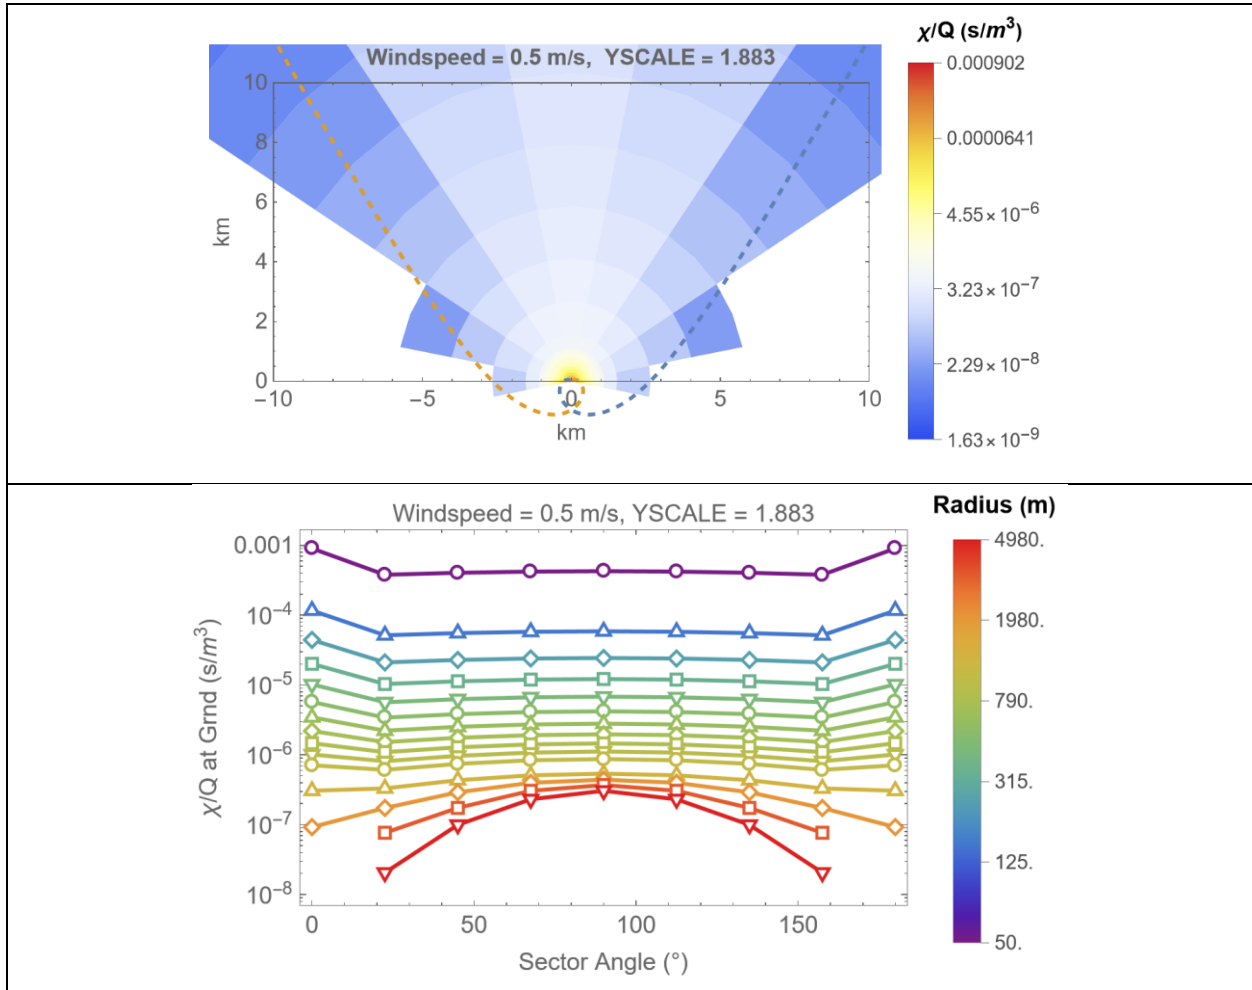 χ/Q (s/m³)
Windspeed = 0.5 m/s, YSCALE = 1.883
0.000902
0.0000641
4.55×10⁻⁶
3.23×10⁻⁷
2.29×10⁻⁸
1.63×10⁻⁹
10
8
6
4
2
0
km
−10 −5 0 5 10
km
Windspeed = 0.5 m/s, YSCALE = 1.883
Radius (m)
4980.
1980.
790.
315.
125.
50.
0.001
10⁻⁴
10⁻⁵
10⁻⁶
10⁻⁷
10⁻⁸
χ/Q at Grnd (s/m³)
0 50 100 150
Sector Angle (°)